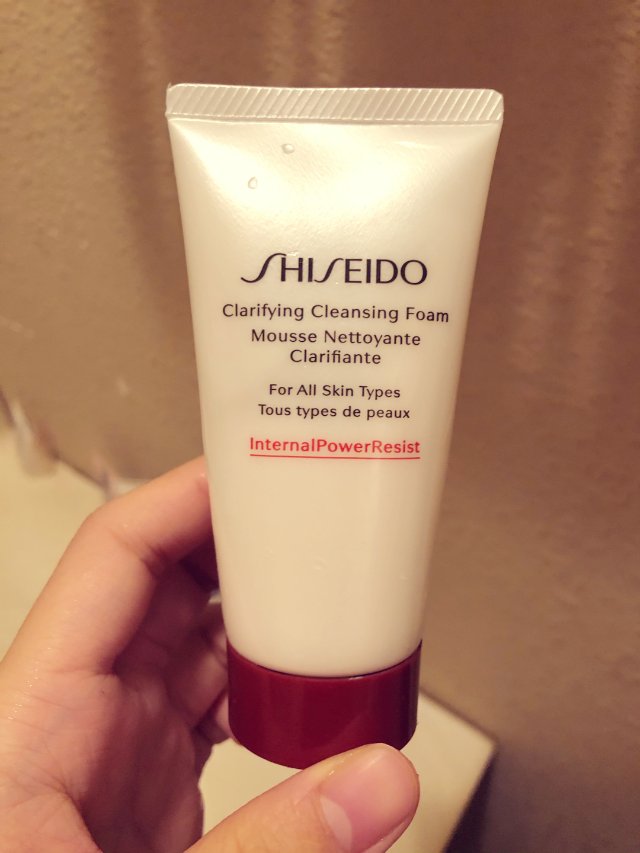 SHISEIDO
Clarifying Cleansing Foam
Mousse Nettoyante
Clarifiante
For All Skin Types
Tous types de peaux
InternalPowerResist